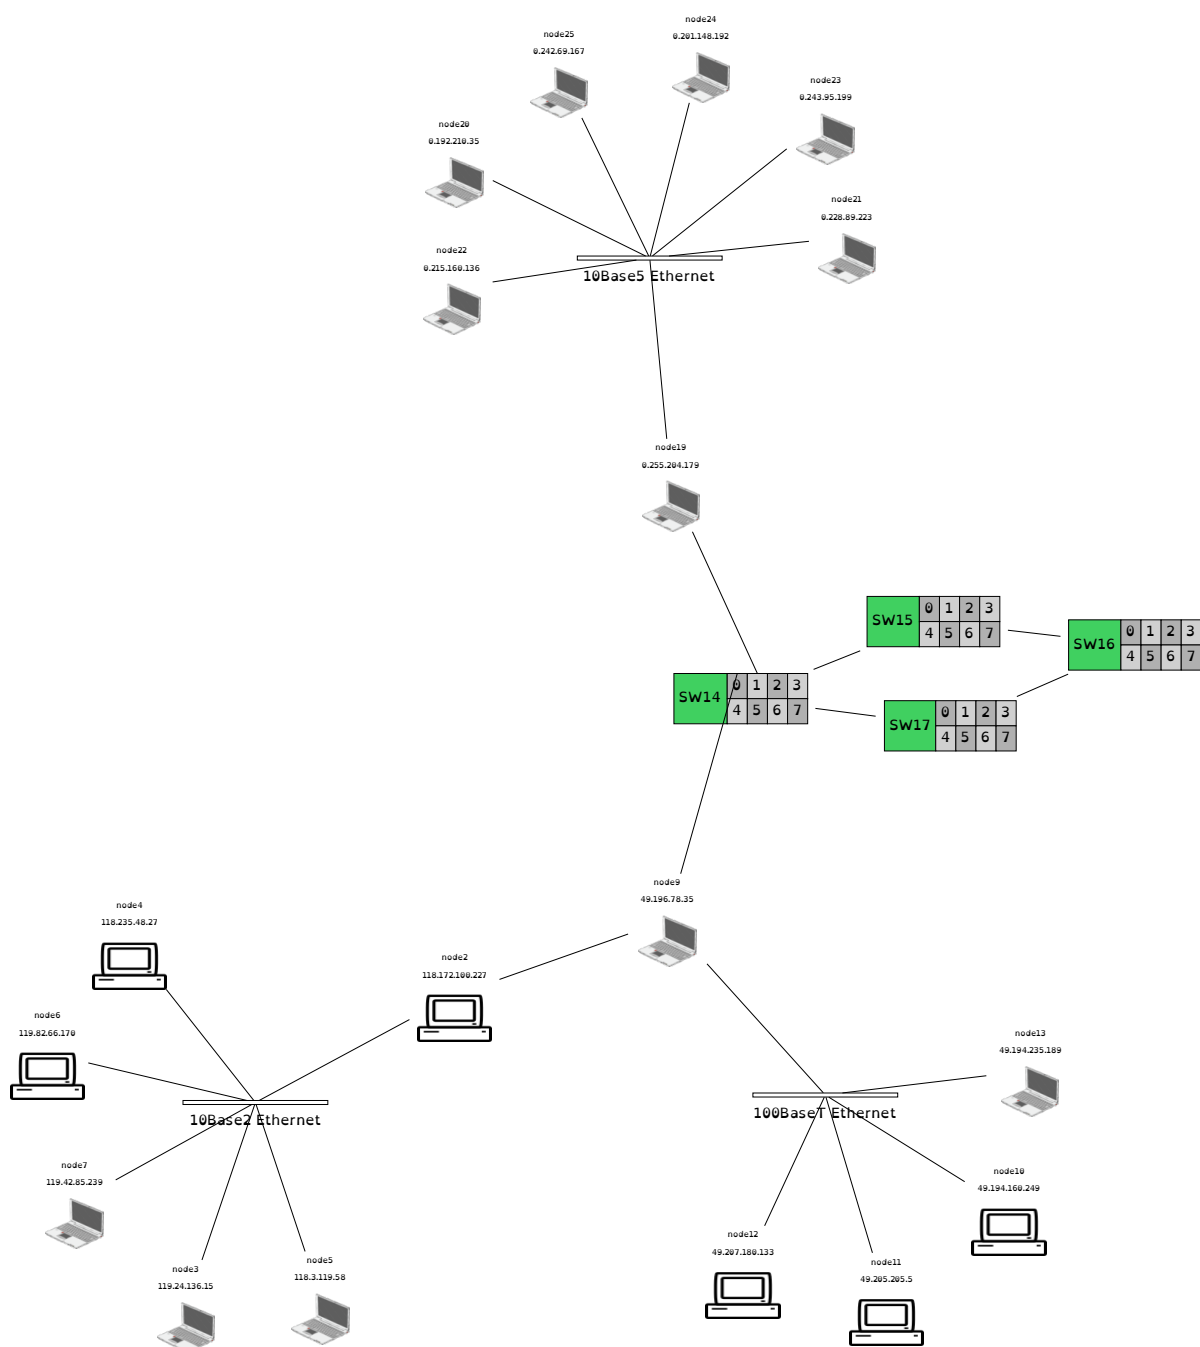 node24
0.201.148.192
node25
0.242.69.167
node23
0.243.95.199
node20
0.192.210.35
node21
0.228.89.223
node22
0.215.160.136
10Base5 Ethernet
node19
0.255.204.179
SW15 0 1 2 3
4 5 6 7
SW16 0 1 2 3
4 5 6 7
SW14 0 1 2 3
4 5 6 7
SW17 0 1 2 3
4 5 6 7
node9
49.196.78.35
node4
118.235.48.27
node2
118.172.100.227
node6
119.82.66.170
node13
49.194.235.189
10Base2 Ethernet
100BaseT Ethernet
node7
119.42.85.239
node10
49.194.160.249
node12
49.207.180.133
node5
118.3.119.58
node3
119.24.136.15
node11
49.205.205.5